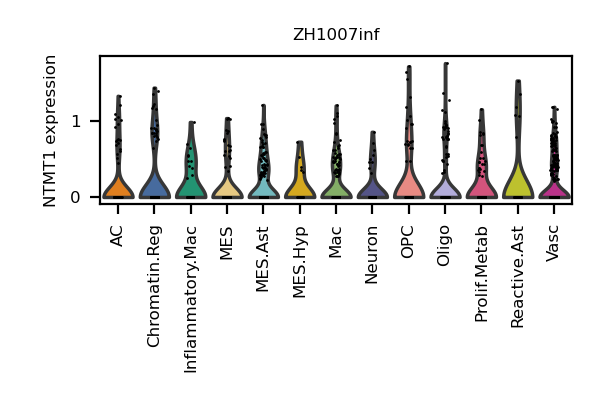 ZH1007inf
NTMT1 expression
1
0
AC
Chromatin.Reg
Inflammatory.Mac
MES
MES.Ast
MES.Hyp
Mac
Neuron
OPC
Oligo
Prolif.Metab
Reactive.Ast
Vasc